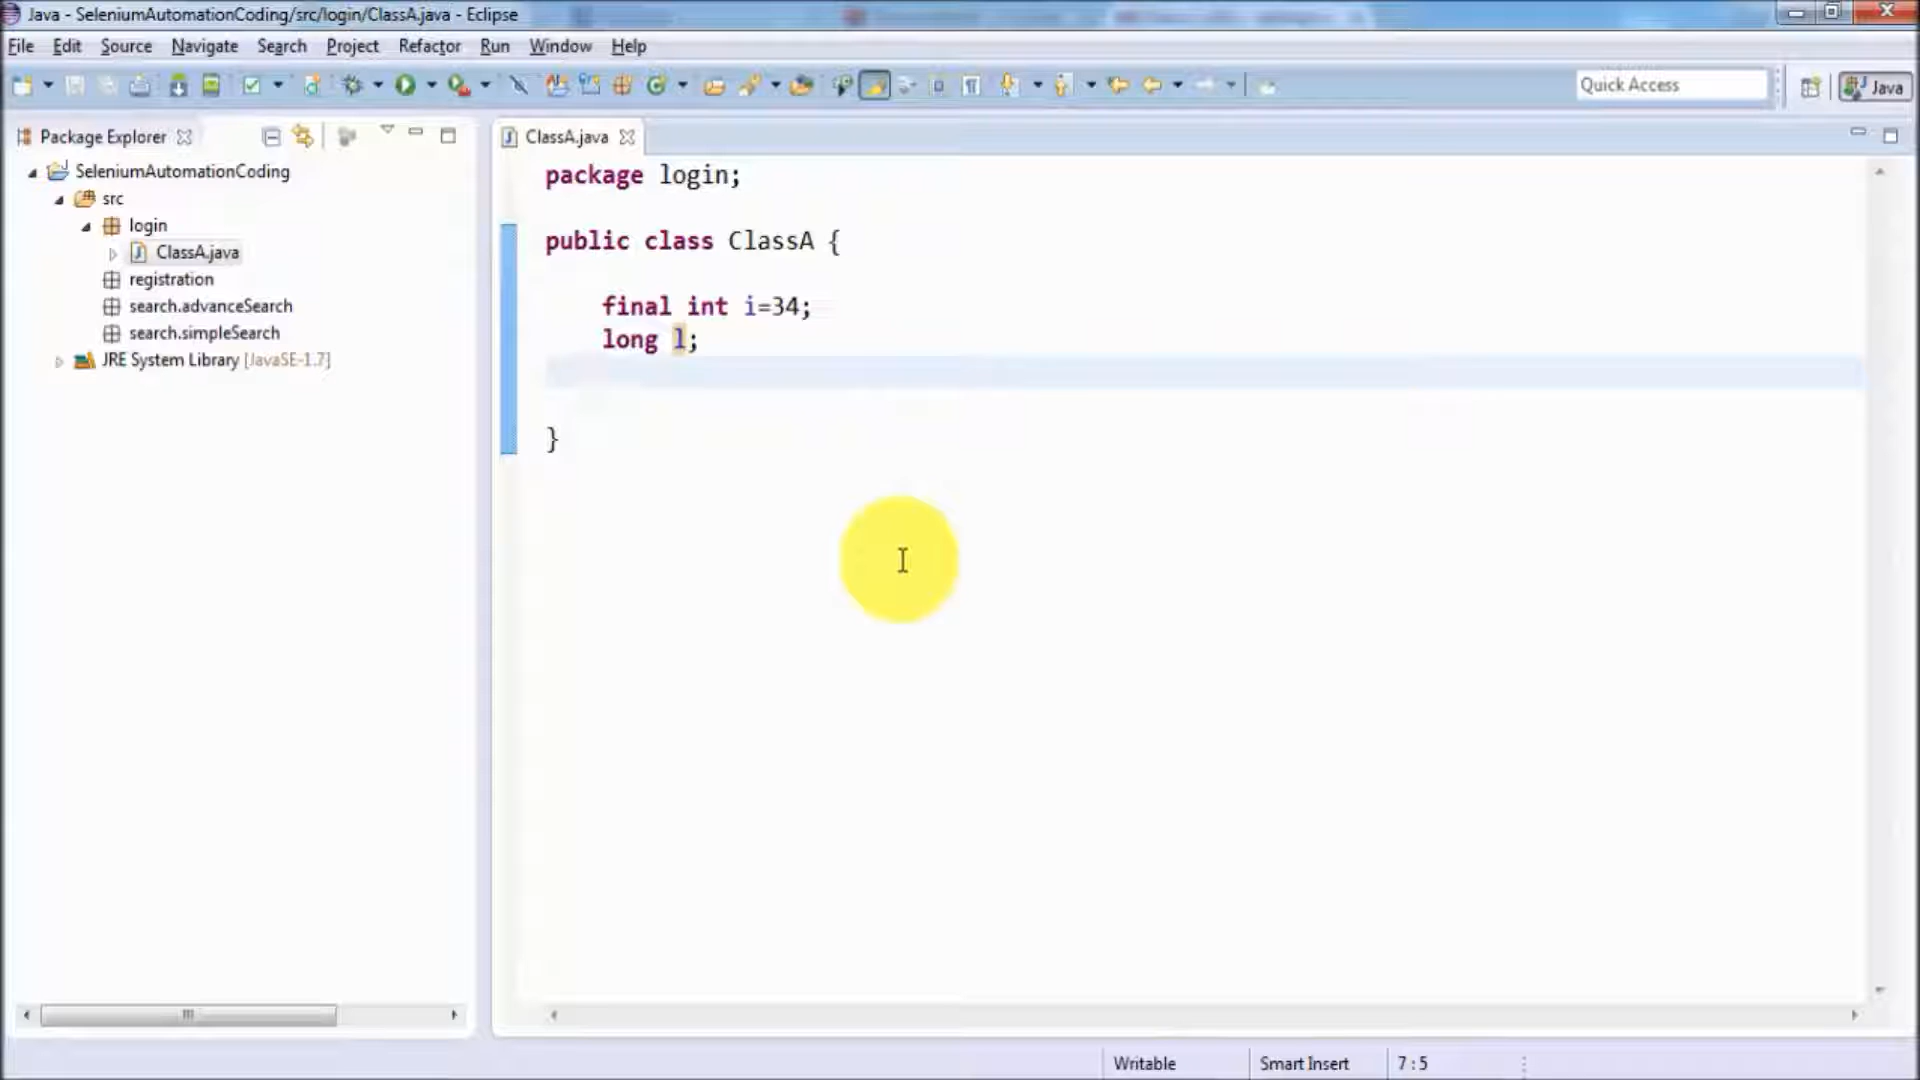 Java - SeleniumAutomationCoding/src/login/ClassA.java - Eclipse
File Edit Source Navigate Search Project Refactor Run Window Help
Quick Access
Java
Package Explorer
SeleniumAutomationCoding
src
login
ClassA.java
registration
search.advanceSearch
search.simpleSearch
JRE System Library [JavaSE-1.7]
ClassA.java
package login;
public class ClassA {
final int i=34;
long l;
}
Writable
Smart Insert
7 : 5